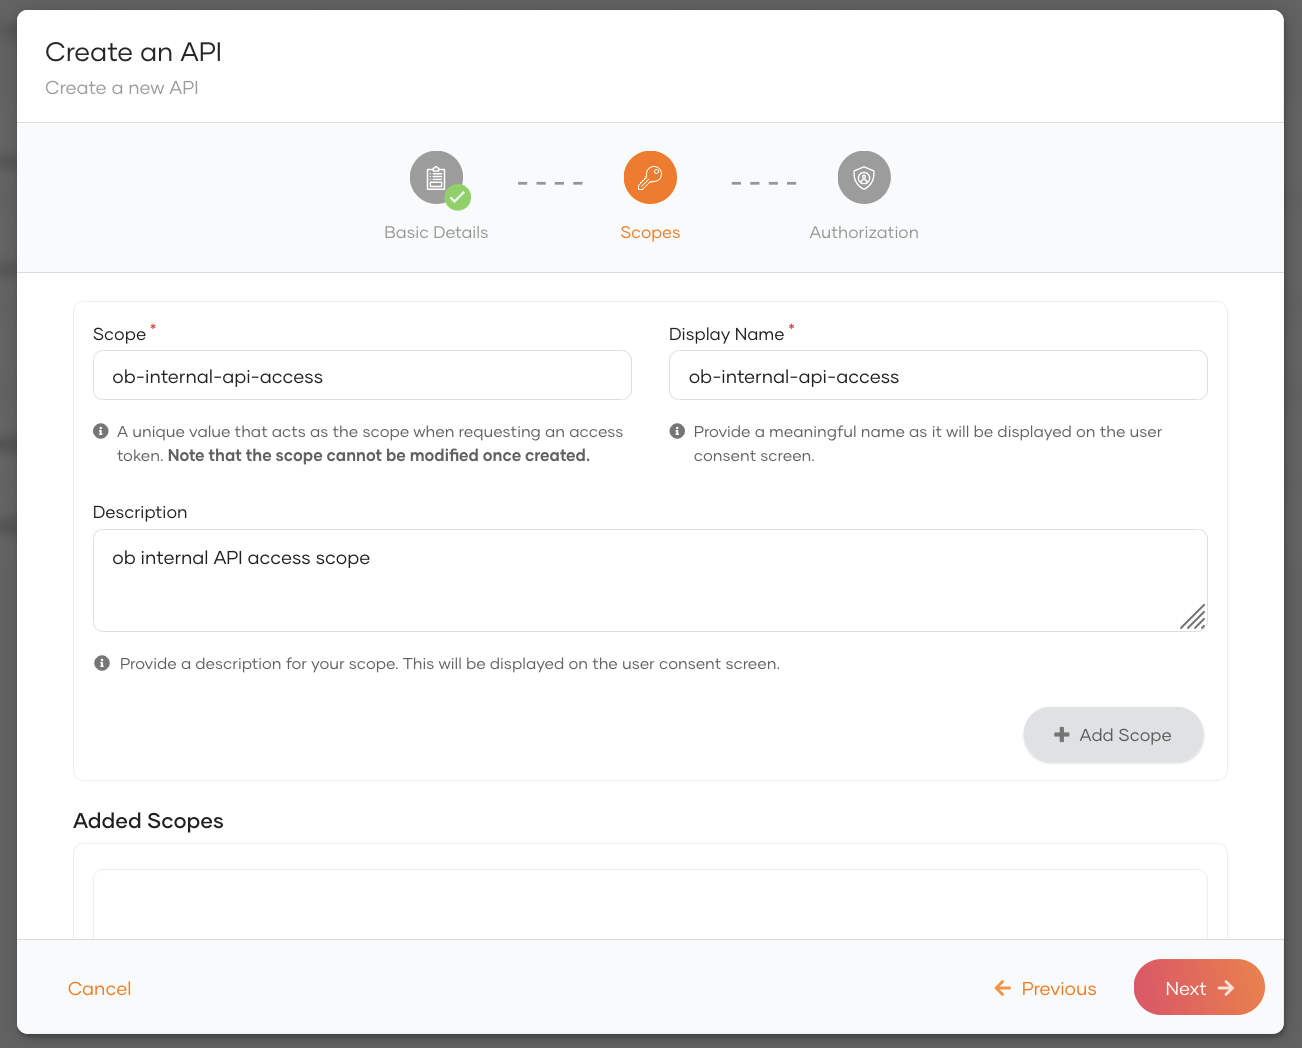 Create an API
Create a new API
Basic Details
Scopes
Authorization
Scope *
Display Name *
ob-internal-api-access
ob-internal-api-access
A unique value that acts as the scope when requesting an access
token. Note that the scope cannot be modified once created.
Provide a meaningful name as it will be displayed on the user
consent screen.
Description
ob internal API access scope
Provide a description for your scope. This will be displayed on the user consent screen.
Add Scope
Added Scopes
Cancel
Previous
Next